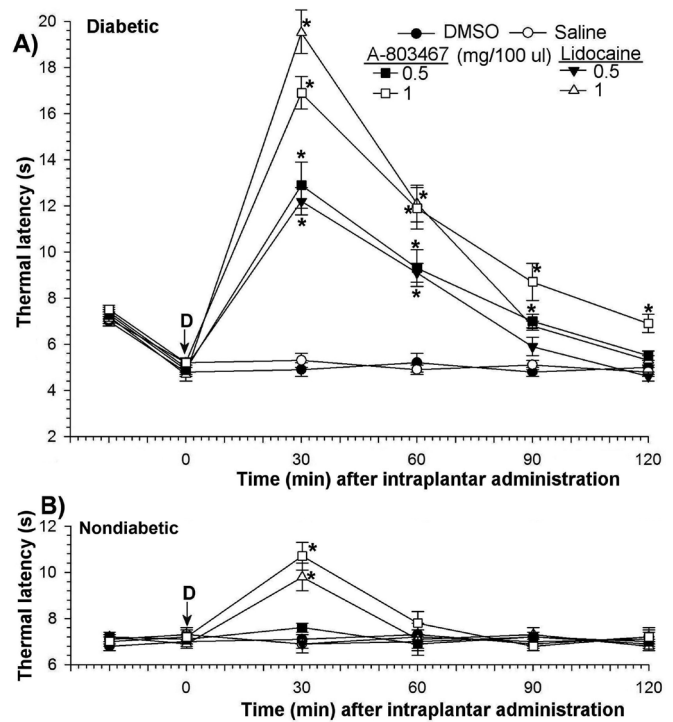 A)
Diabetic
DMSO Saline
A-803467 (mg/100 ul) Lidocaine
0.5 0.5
1 1
Thermal latency (s)
20
18
16
14
12
10
8
6
4
2
D
* * * * * * * * * * *
0 30 60 90 120
Time (min) after intraplantar administration
B)
Nondiabetic
Thermal latency (s)
12
10
8
6
D
* *
0 30 60 90 120
Time (min) after intraplantar administration